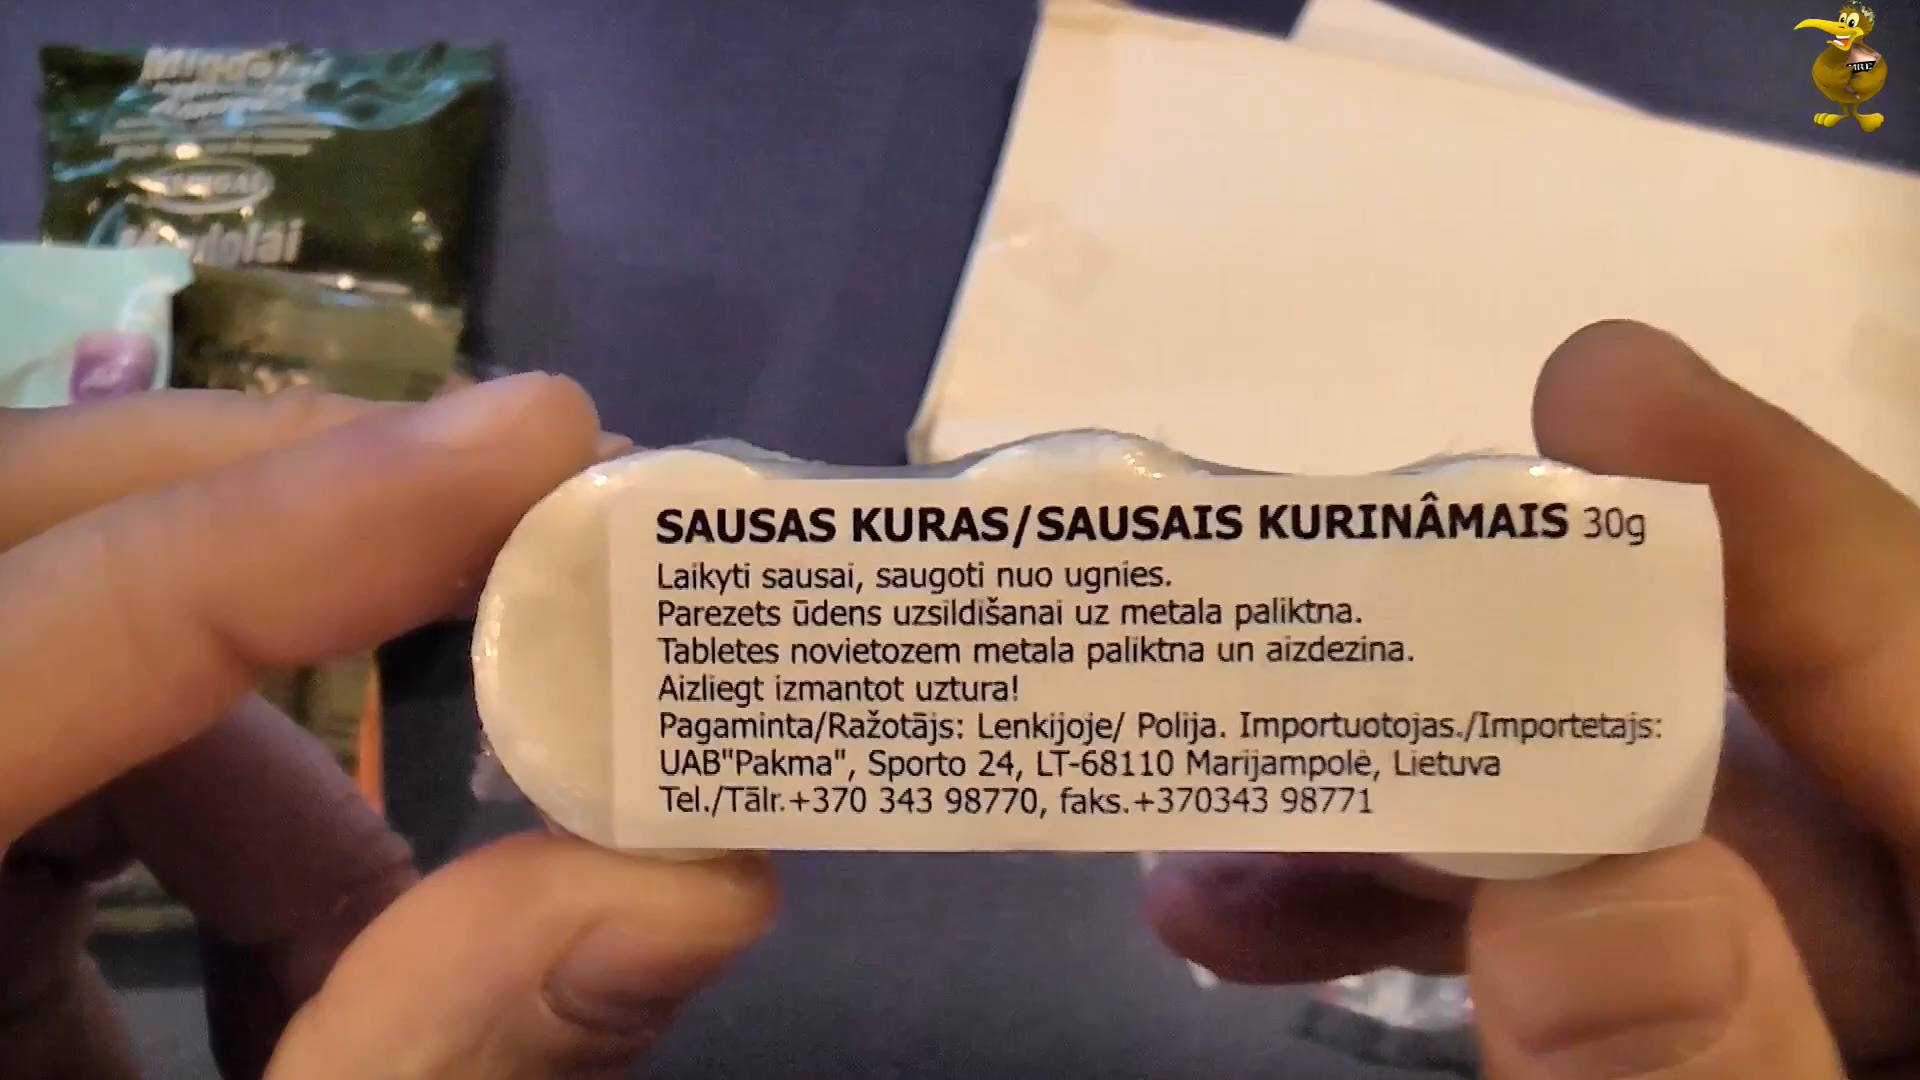 Migdolai
SAUSAS KURAS/SAUSAIS KURINÂMAIS 30g
Laikyti sausai, saugoti nuo ugnies.
Parezets ūdens uzsildišanai uz metala paliktna.
Tabletes novietozem metala paliktna un aizdezina.
Aizliegt izmantot uztura!
Pagaminta/Ražotājs: Lenkijoje/ Polija. Importuotojas./Importetajs:
UAB"Pakma", Sporto 24, LT-68110 Marijampolė, Lietuva
Tel./Tālr.+370 343 98770, faks.+370343 98771